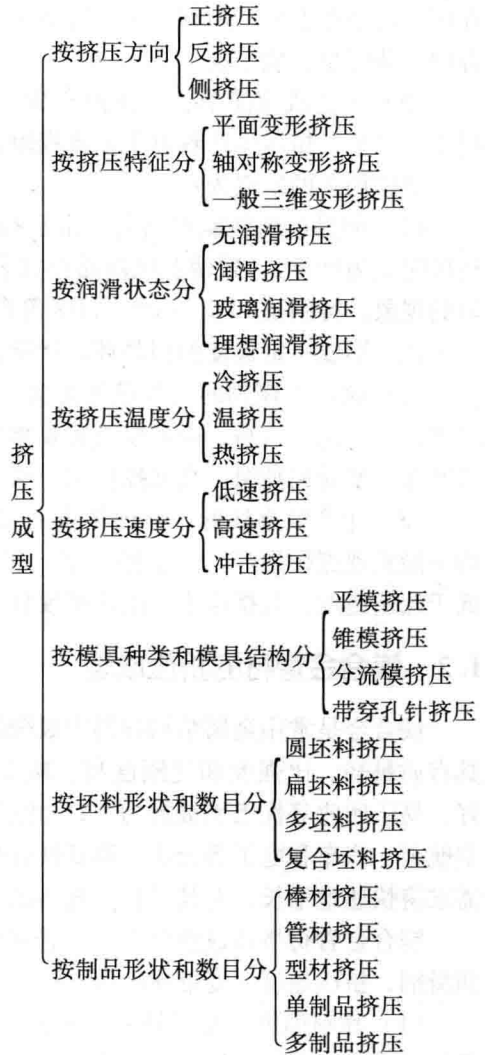 挤压成型
按挤压方向
正挤压
反挤压
侧挤压
按挤压特征分
平面变形挤压
轴对称变形挤压
一般三维变形挤压
按润滑状态分
无润滑挤压
润滑挤压
玻璃润滑挤压
理想润滑挤压
按挤压温度分
冷挤压
温挤压
热挤压
按挤压速度分
低速挤压
高速挤压
冲击挤压
按模具种类和模具结构分
平模挤压
锥模挤压
分流模挤压
带穿孔针挤压
按坯料形状和数目分
圆坯料挤压
扁坯料挤压
多坯料挤压
复合坯料挤压
按制品形状和数目分
棒材挤压
管材挤压
型材挤压
单制品挤压
多制品挤压